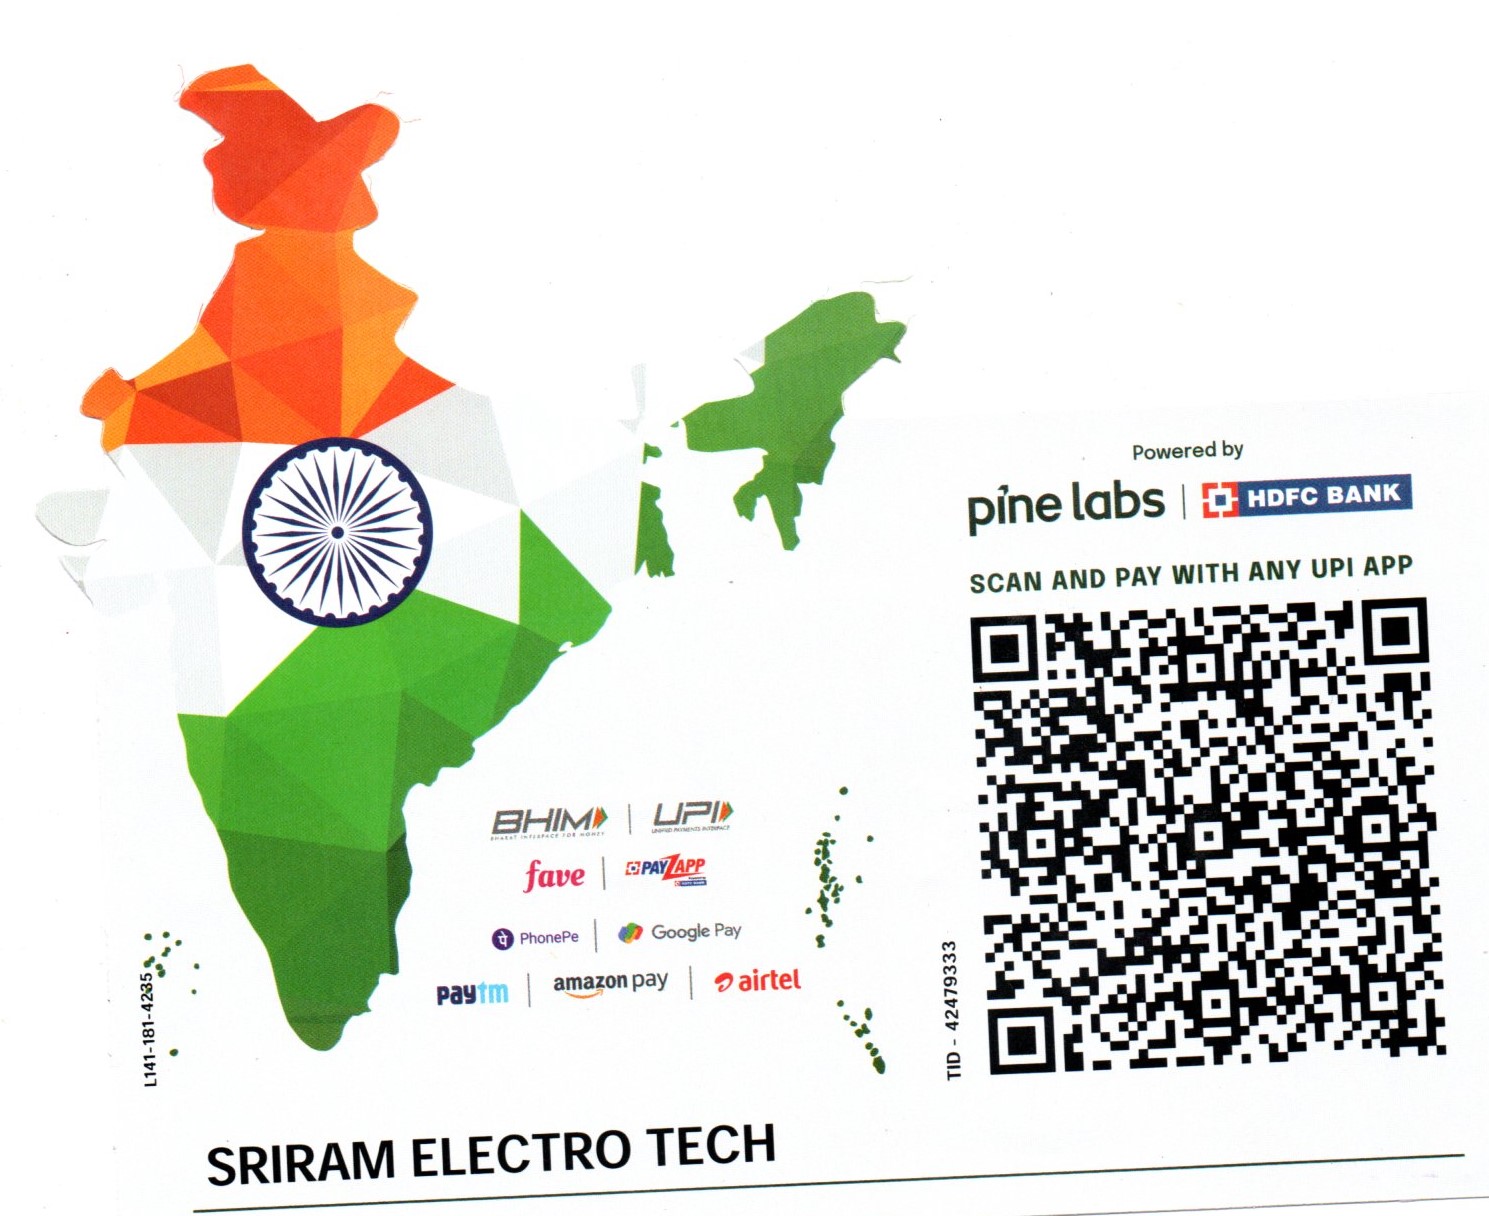 Powered by
pine labs | HDFC BANK
SCAN AND PAY WITH ANY UPI APP
BHIM | UPI
BHARAT INTERFACE FOR MONEY UNIFIED PAYMENTS INTERFACE
fave | PAYZAPP
HDFC BANK
PhonePe | Google Pay
paytm | amazon pay | airtel
L141-181-4235
TID - 42479333
SRIRAM ELECTRO TECH